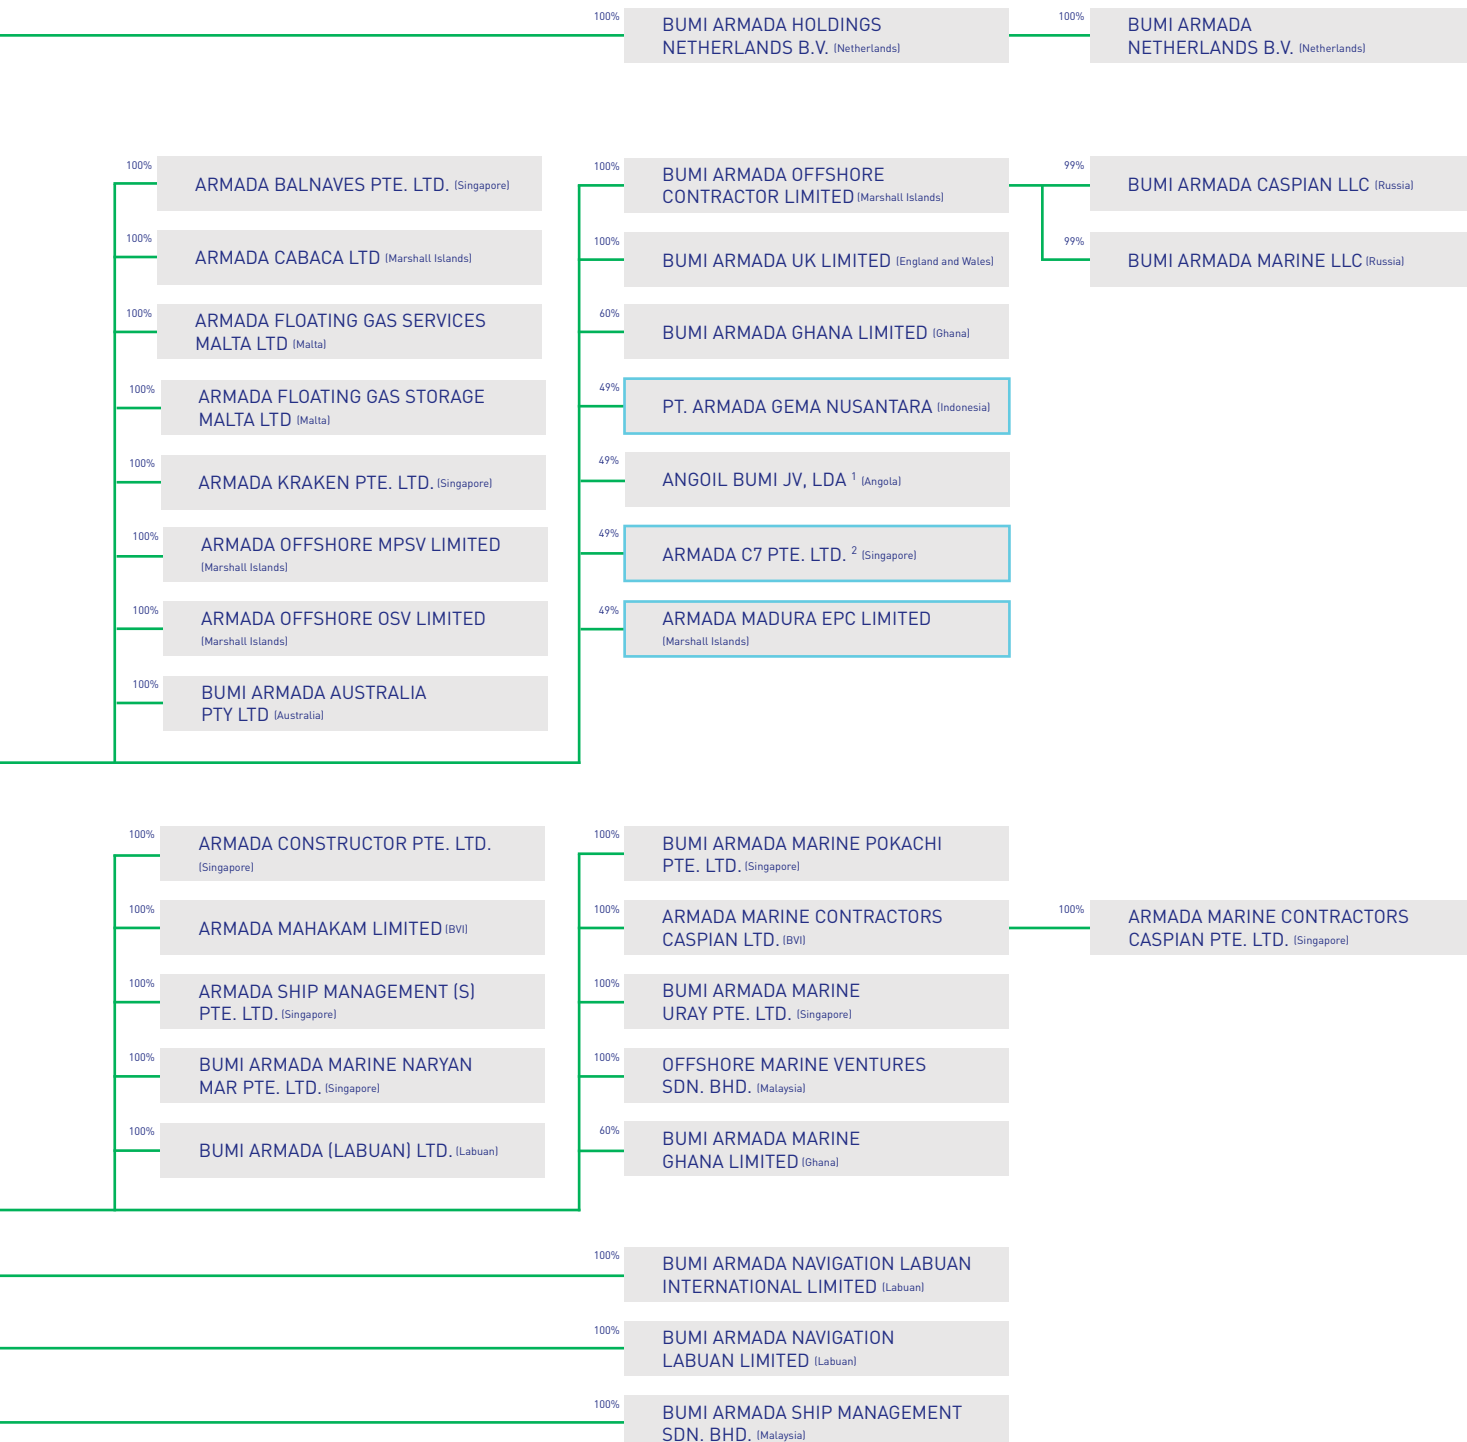 100%
BUMI ARMADA HOLDINGS
NETHERLANDS B.V. (Netherlands)
100%
BUMI ARMADA
NETHERLANDS B.V. (Netherlands)
100%
ARMADA BALNAVES PTE. LTD. (Singapore)
100%
ARMADA CABACA LTD (Marshall Islands)
100%
ARMADA FLOATING GAS SERVICES
MALTA LTD (Malta)
100%
ARMADA FLOATING GAS STORAGE
MALTA LTD (Malta)
100%
ARMADA KRAKEN PTE. LTD. (Singapore)
100%
ARMADA OFFSHORE MPSV LIMITED
(Marshall Islands)
100%
ARMADA OFFSHORE OSV LIMITED
(Marshall Islands)
100%
BUMI ARMADA AUSTRALIA
PTY LTD (Australia)
100%
BUMI ARMADA OFFSHORE
CONTRACTOR LIMITED (Marshall Islands)
100%
BUMI ARMADA UK LIMITED (England and Wales)
60%
BUMI ARMADA GHANA LIMITED (Ghana)
49%
PT. ARMADA GEMA NUSANTARA (Indonesia)
49%
ANGOIL BUMI JV, LDA 1 (Angola)
49%
ARMADA C7 PTE. LTD. 2 (Singapore)
49%
ARMADA MADURA EPC LIMITED
(Marshall Islands)
99%
BUMI ARMADA CASPIAN LLC (Russia)
99%
BUMI ARMADA MARINE LLC (Russia)
100%
ARMADA CONSTRUCTOR PTE. LTD.
(Singapore)
100%
ARMADA MAHAKAM LIMITED (BVI)
100%
ARMADA SHIP MANAGEMENT (S)
PTE. LTD. (Singapore)
100%
BUMI ARMADA MARINE NARYAN
MAR PTE. LTD. (Singapore)
100%
BUMI ARMADA (LABUAN) LTD. (Labuan)
100%
BUMI ARMADA MARINE POKACHI
PTE. LTD. (Singapore)
100%
ARMADA MARINE CONTRACTORS
CASPIAN LTD. (BVI)
100%
BUMI ARMADA MARINE
URAY PTE. LTD. (Singapore)
100%
OFFSHORE MARINE VENTURES
SDN. BHD. (Malaysia)
60%
BUMI ARMADA MARINE
GHANA LIMITED (Ghana)
100%
ARMADA MARINE CONTRACTORS
CASPIAN PTE. LTD. (Singapore)
100%
BUMI ARMADA NAVIGATION LABUAN
INTERNATIONAL LIMITED (Labuan)
100%
BUMI ARMADA NAVIGATION
LABUAN LIMITED (Labuan)
100%
BUMI ARMADA SHIP MANAGEMENT
SDN. BHD. (Malaysia)